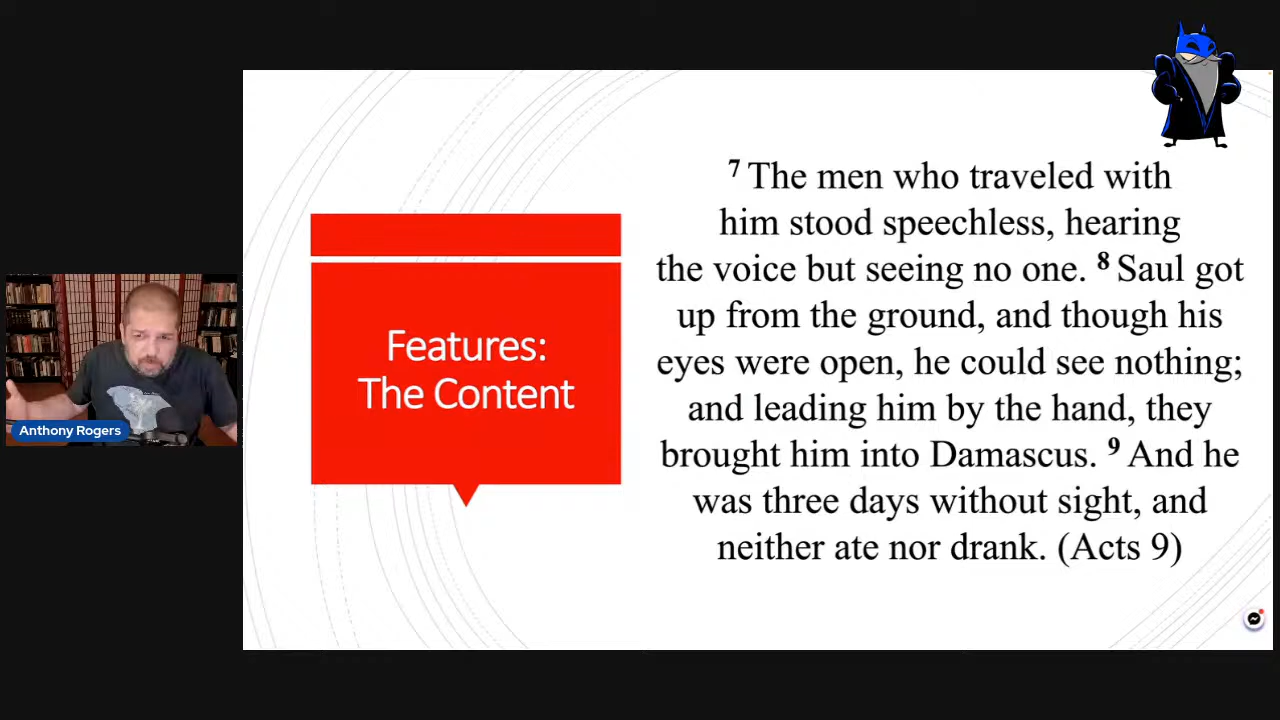 Features:
The Content
7 The men who traveled with
him stood speechless, hearing
the voice but seeing no one. 8 Saul got
up from the ground, and though his
eyes were open, he could see nothing;
and leading him by the hand, they
brought him into Damascus. 9 And he
was three days without sight, and
neither ate nor drank. (Acts 9)
Anthony Rogers